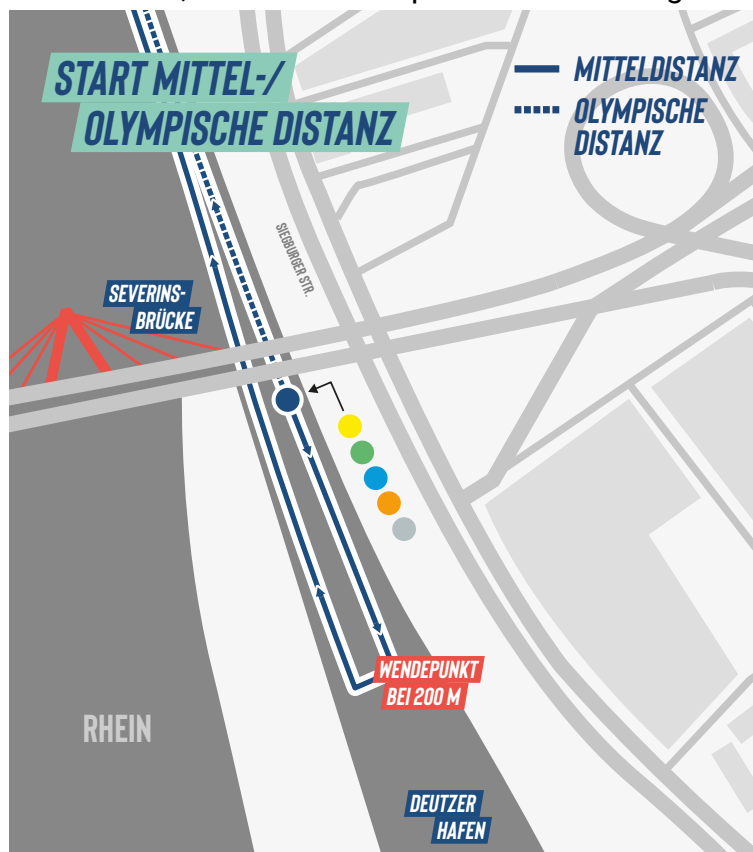 START MITTEL-/
OLYMPISCHE DISTANZ
MITTELDISTANZ
OLYMPISCHE
DISTANZ
SIEGBURGER STR.
SEVERINS-
BRÜCKE
WENDEPUNKT
BEI 200 M
RHEIN
DEUTZER
HAFEN